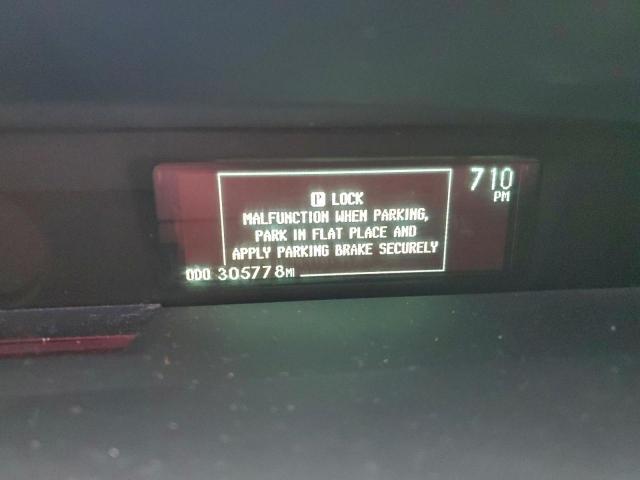 710
PM
P LOCK
MALFUNCTION WHEN PARKING,
PARK IN FLAT PLACE AND
APPLY PARKING BRAKE SECURELY
ODO 305778MI